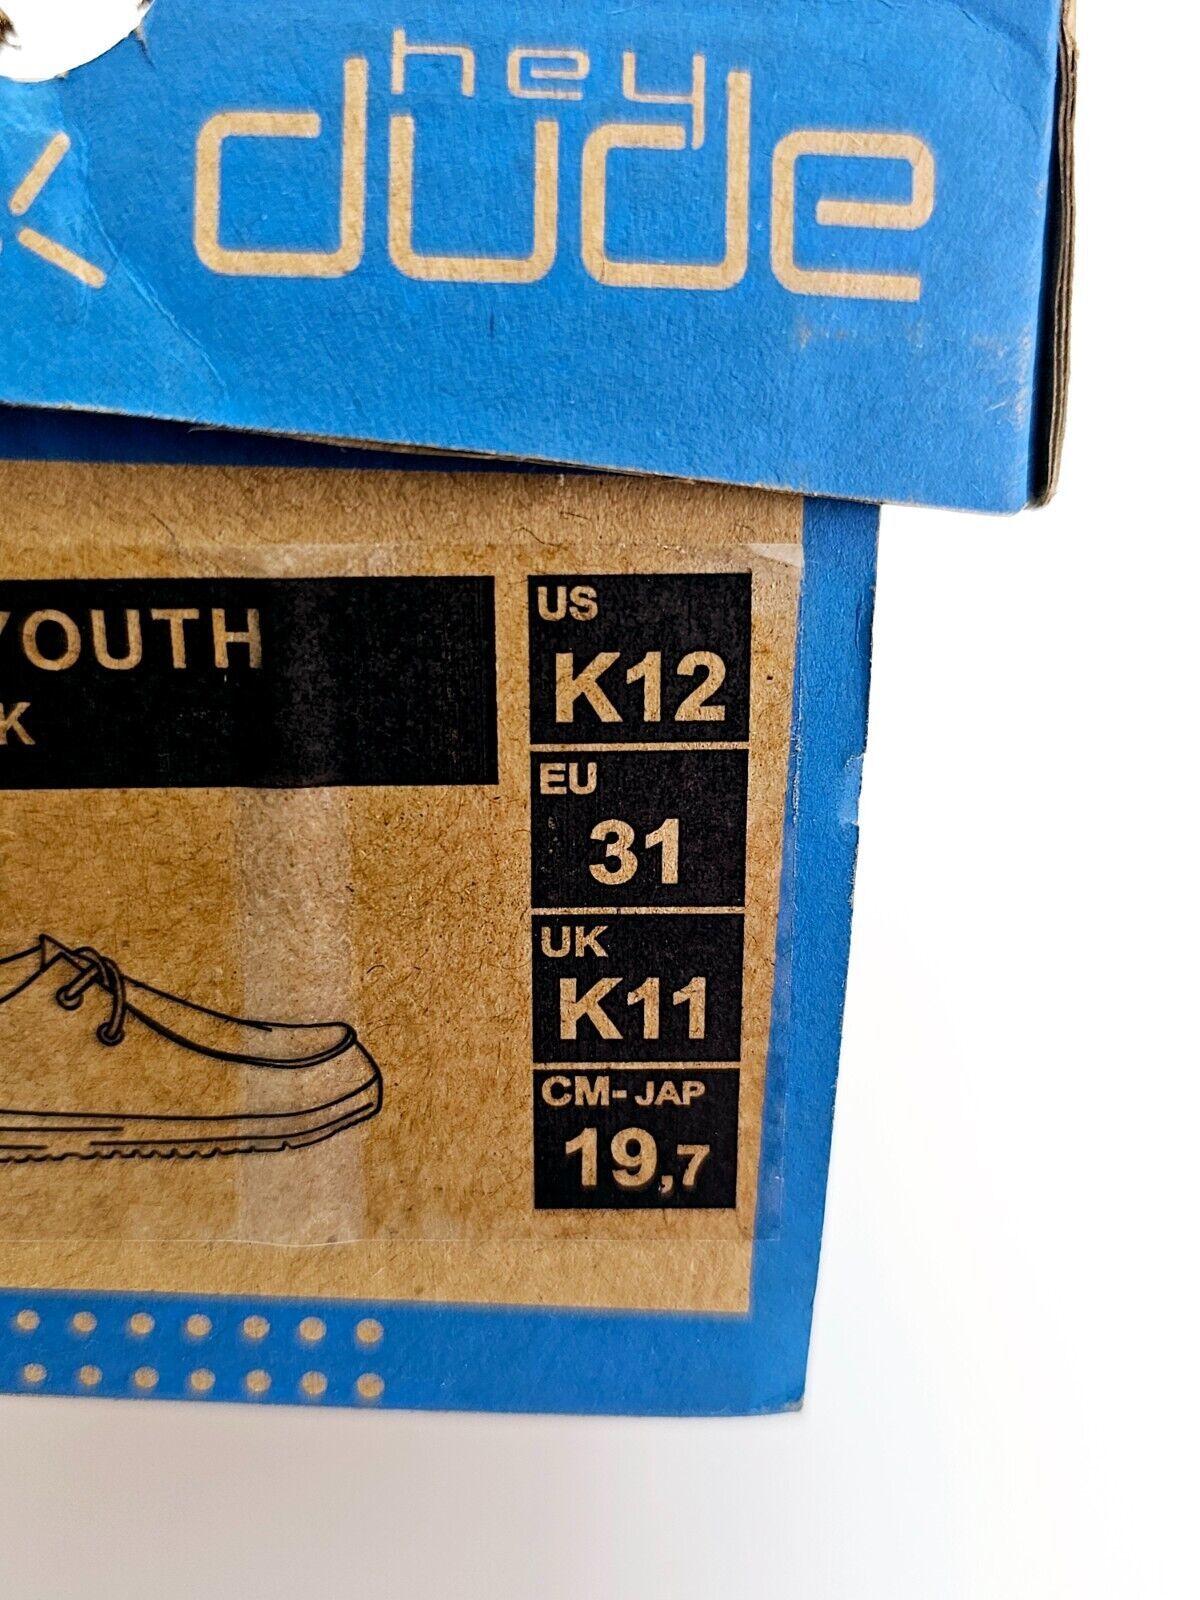 hey
dude
YOUTH
K
US
K12
EU
31
UK
K11
CM- JAP
19,7